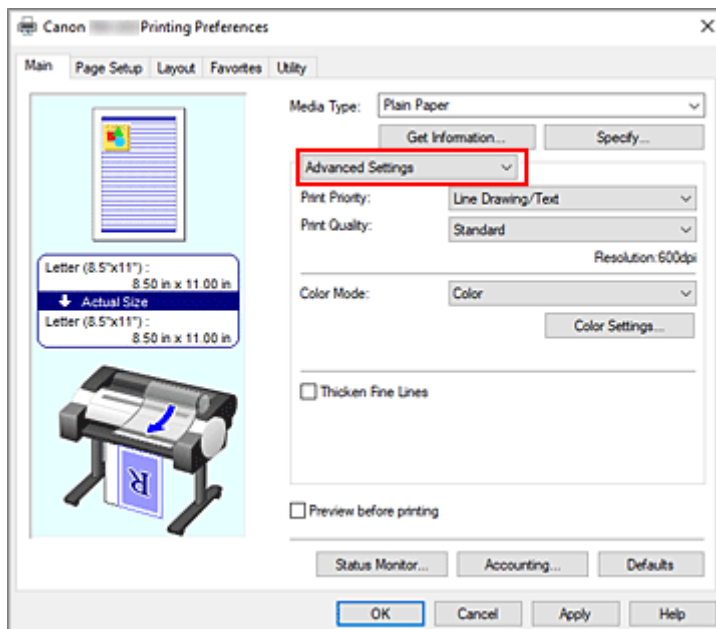 Canon Printing Preferences
Main Page Setup Layout Favorites Utility
Media Type: Plain Paper
Get Information... Specify...
Advanced Settings
Print Priority: Line Drawing/Text
Print Quality: Standard
Resolution:600dpi
Letter (8.5"x11") :
8.50 in x 11.00 in
Actual Size
Letter (8.5"x11") :
8.50 in x 11.00 in
Color Mode: Color
Color Settings...
Thicken Fine Lines
R
Preview before printing
Status Monitor... Accounting... Defaults
OK Cancel Apply Help